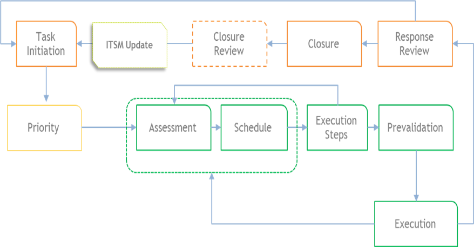 Task
Initiation
ITSM Update
Closure
Review
Closure
Response
Review
Priority
Assessment
Schedule
Execution
Steps
Prevalidation
Execution